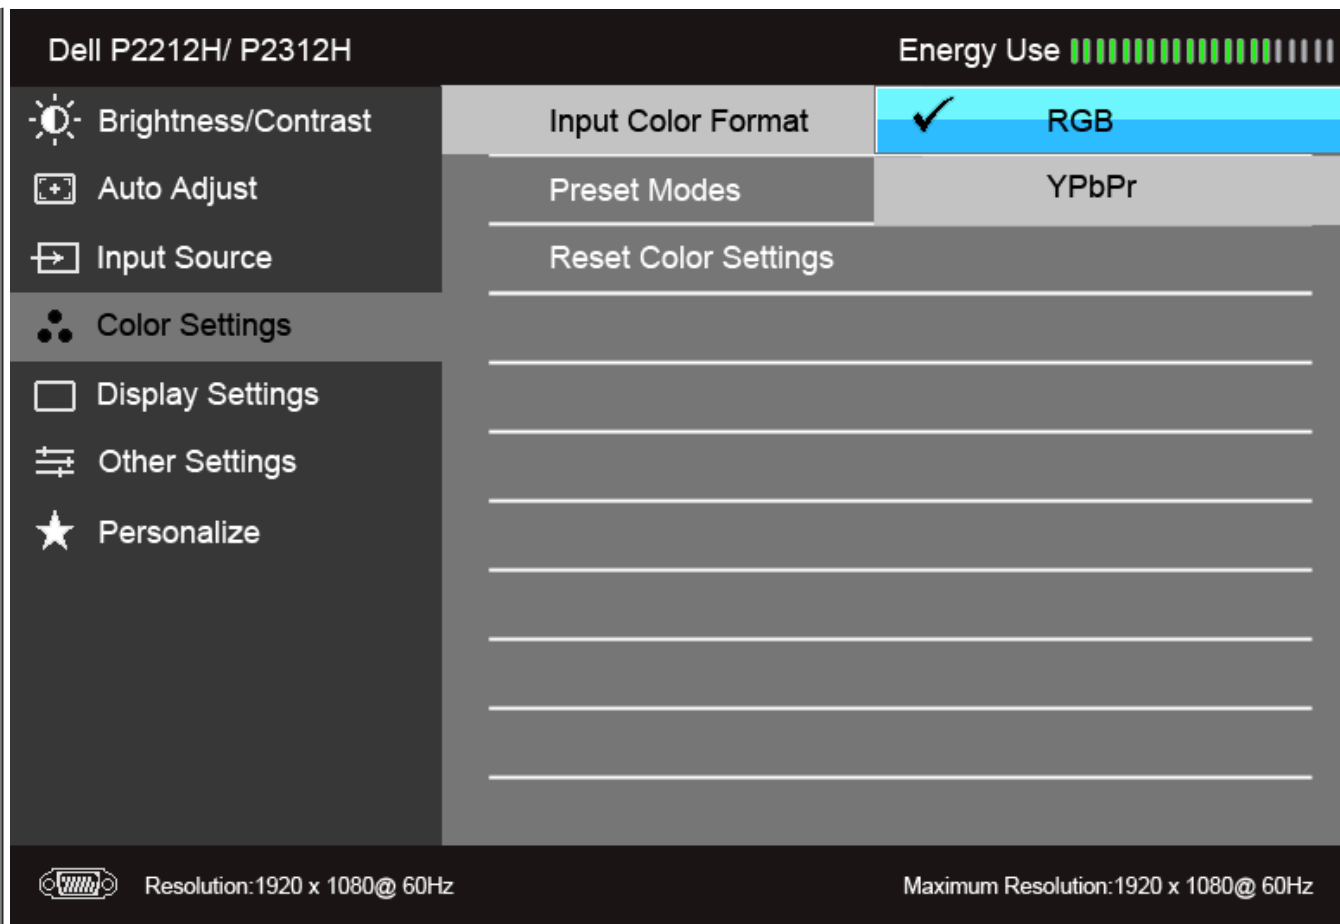 Dell P2212H/ P2312H
Energy Use
Brightness/Contrast
Auto Adjust
Input Source
Color Settings
Display Settings
Other Settings
Personalize
Input Color Format
Preset Modes
Reset Color Settings
RGB
YPbPr
Resolution:1920 x 1080@ 60Hz
Maximum Resolution:1920 x 1080@ 60Hz